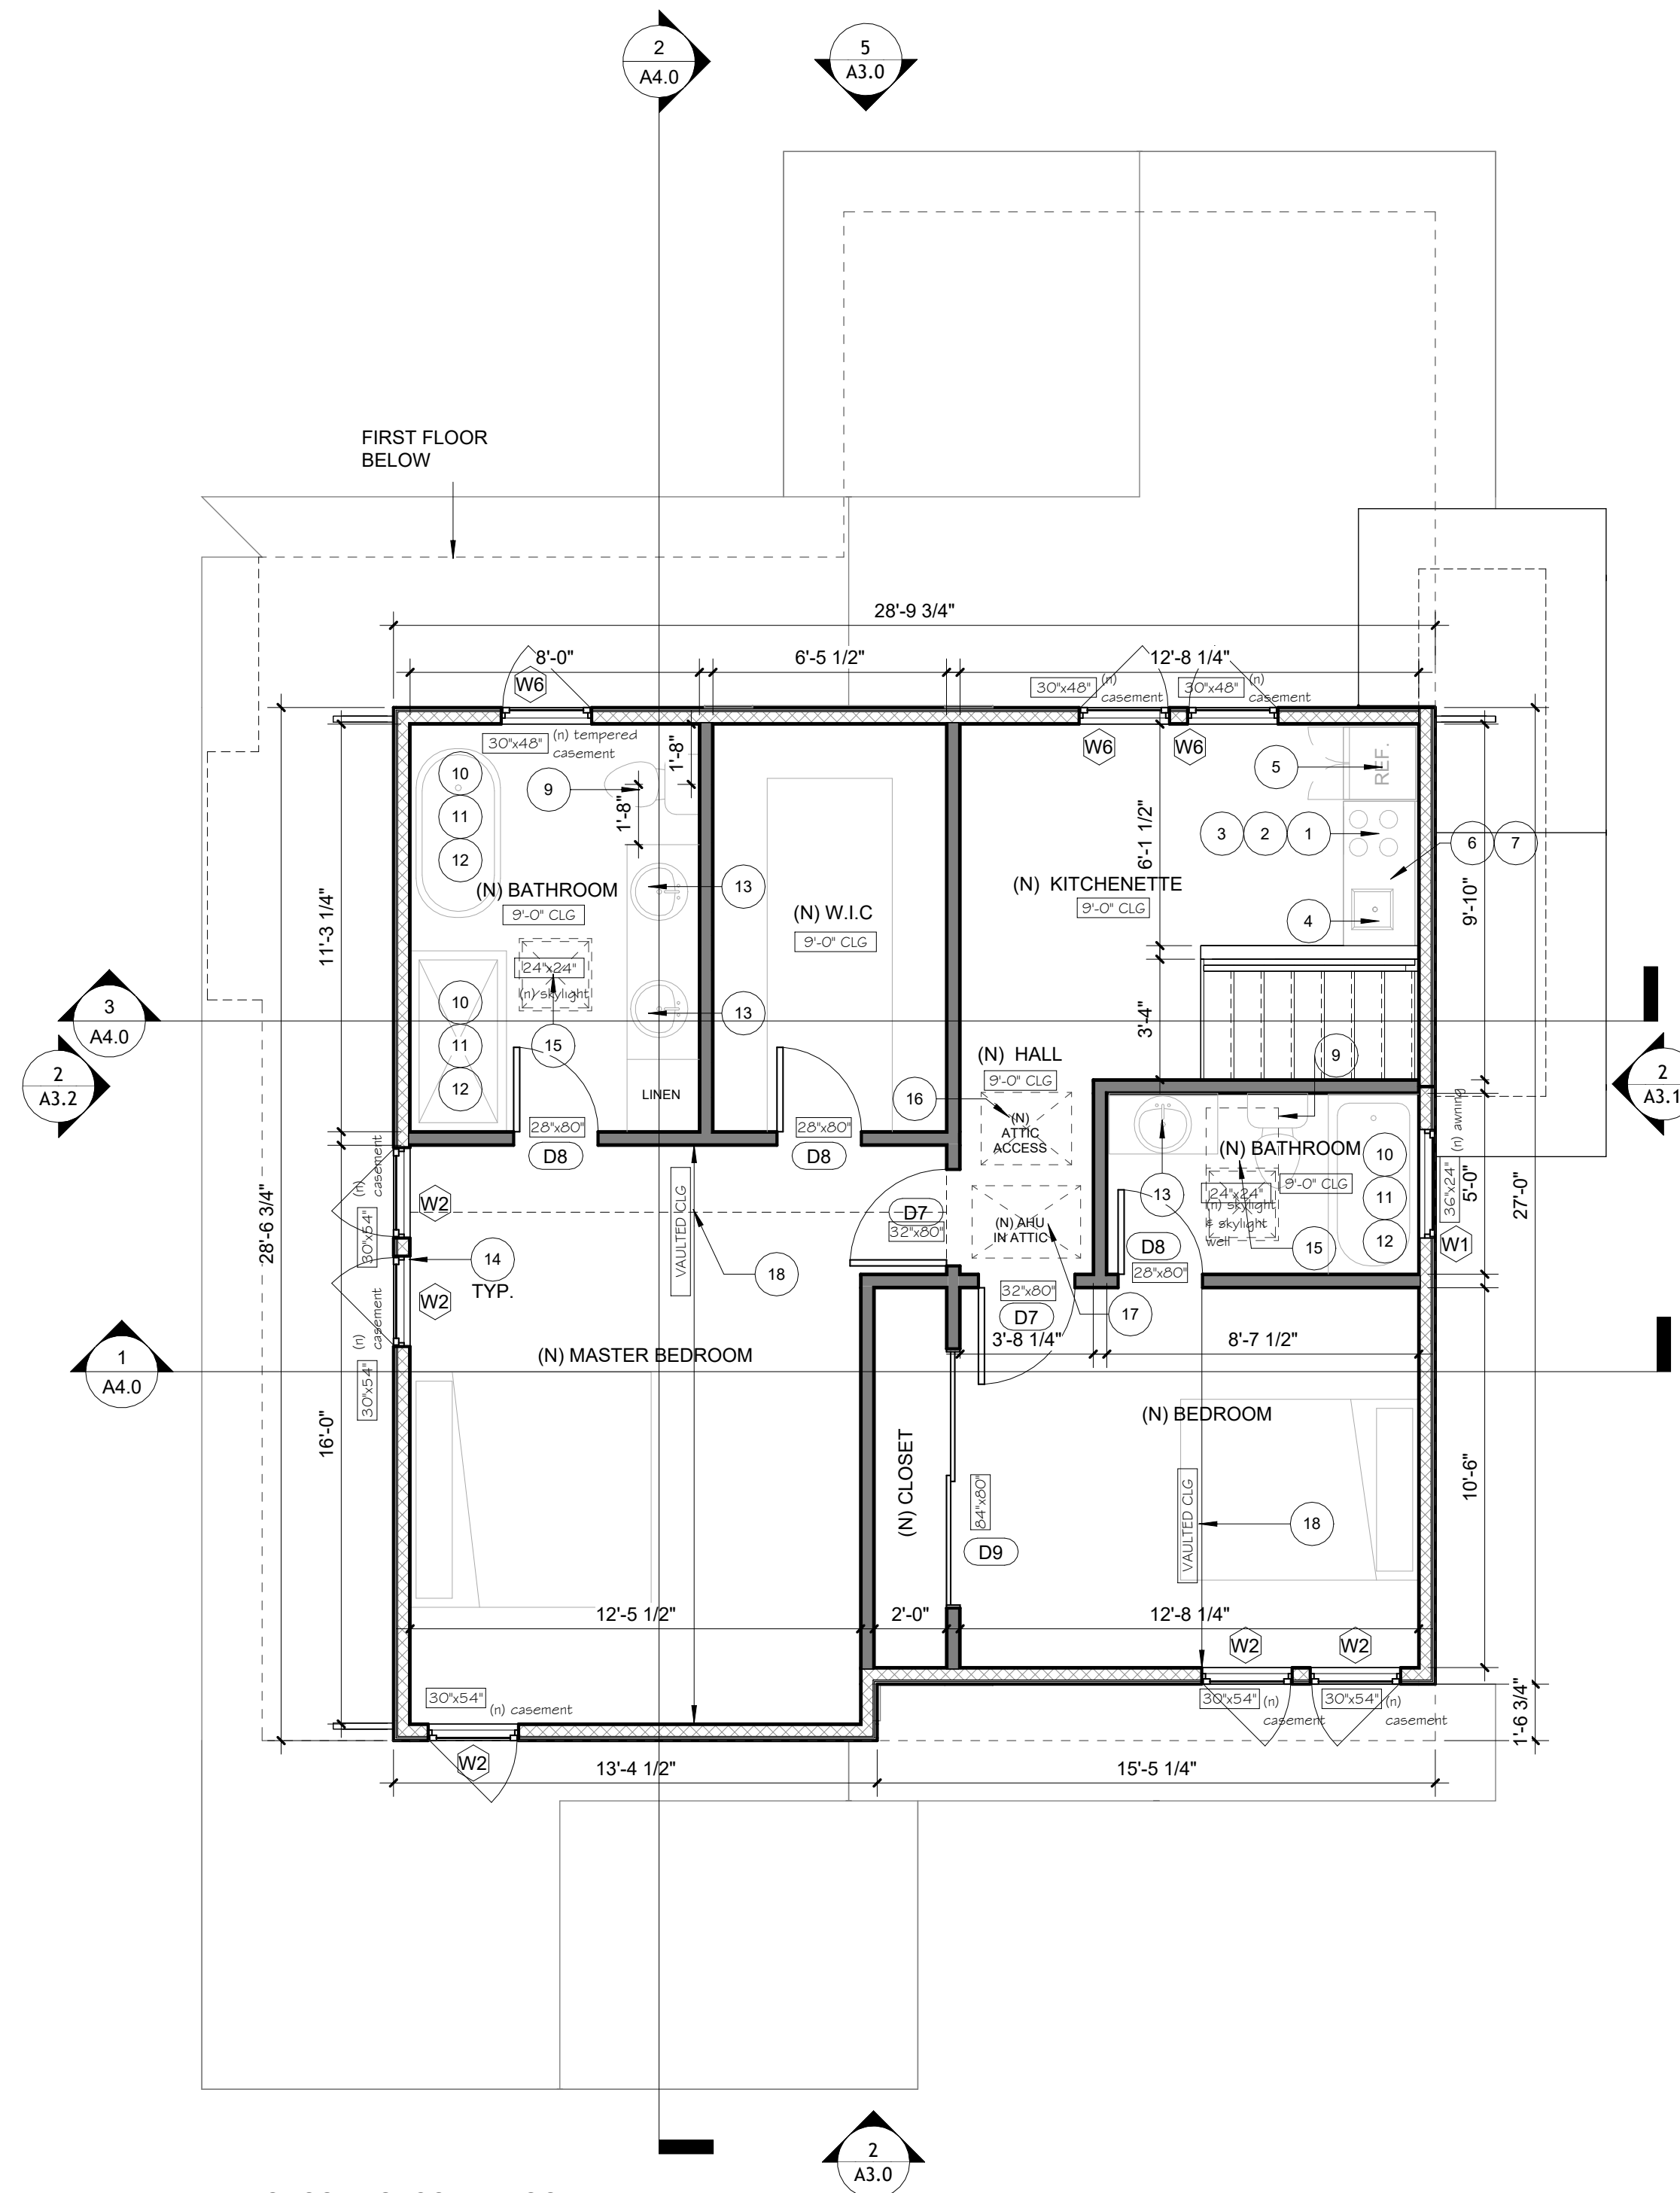 2
A4.0
5
A3.0
FIRST FLOOR
BELOW
28'-9 3/4"
8'-0"
6'-5 1/2"
12'-8 1/4"
W6
30"x48"
(n)
casement
30"x48"
(n)
casement
30"x48"
(n) tempered
casement
1'-8"
W6
W6
10
9
5
REF.
11
1'-8"
3
2
1
6
7
12
6'-1 1/2"
(N) BATHROOM
9'-0" CLG
13
(N) W.I.C
9'-0" CLG
(N) KITCHENETTE
9'-0" CLG
4
11'-3 1/4"
9'-10"
24"x24"
(n) skylight
10
13
3'-4"
3
A4.0
11
15
(N) HALL
9'-0" CLG
9
2
A3.2
12
LINEN
16
(N)
ATTIC
ACCESS
2
A3.1
28"x80"
D8
28"x80"
D8
(N) BATHROOM
9'-0" CLG
10
(n) awning
36"x24"
5'-0"
27'-0"
(n)
casement
30"x54"
W2
VAULTED CLG
D7
32"x80"
(N) AHU
IN ATTIC
13
24"x24"
(n) skylight
& skylight
well
11
28'-6 3/4"
14
TYP.
18
D8
28"x80"
15
12
W1
W2
32"x80"
D7
17
(n)
casement
30"x54"
3'-8 1/4"
8'-7 1/2"
1
A4.0
(N) MASTER BEDROOM
16'-0"
(N) BEDROOM
(N) CLOSET
84"x80"
D9
VAULTED CLG
18
10'-6"
12'-5 1/2"
2'-0"
12'-8 1/4"
W2
W2
30"x54"
(n) casement
30"x54"
(n)
casement
30"x54"
(n)
casement
1'-6 3/4"
W2
13'-4 1/2"
15'-5 1/4"
2
A3.0